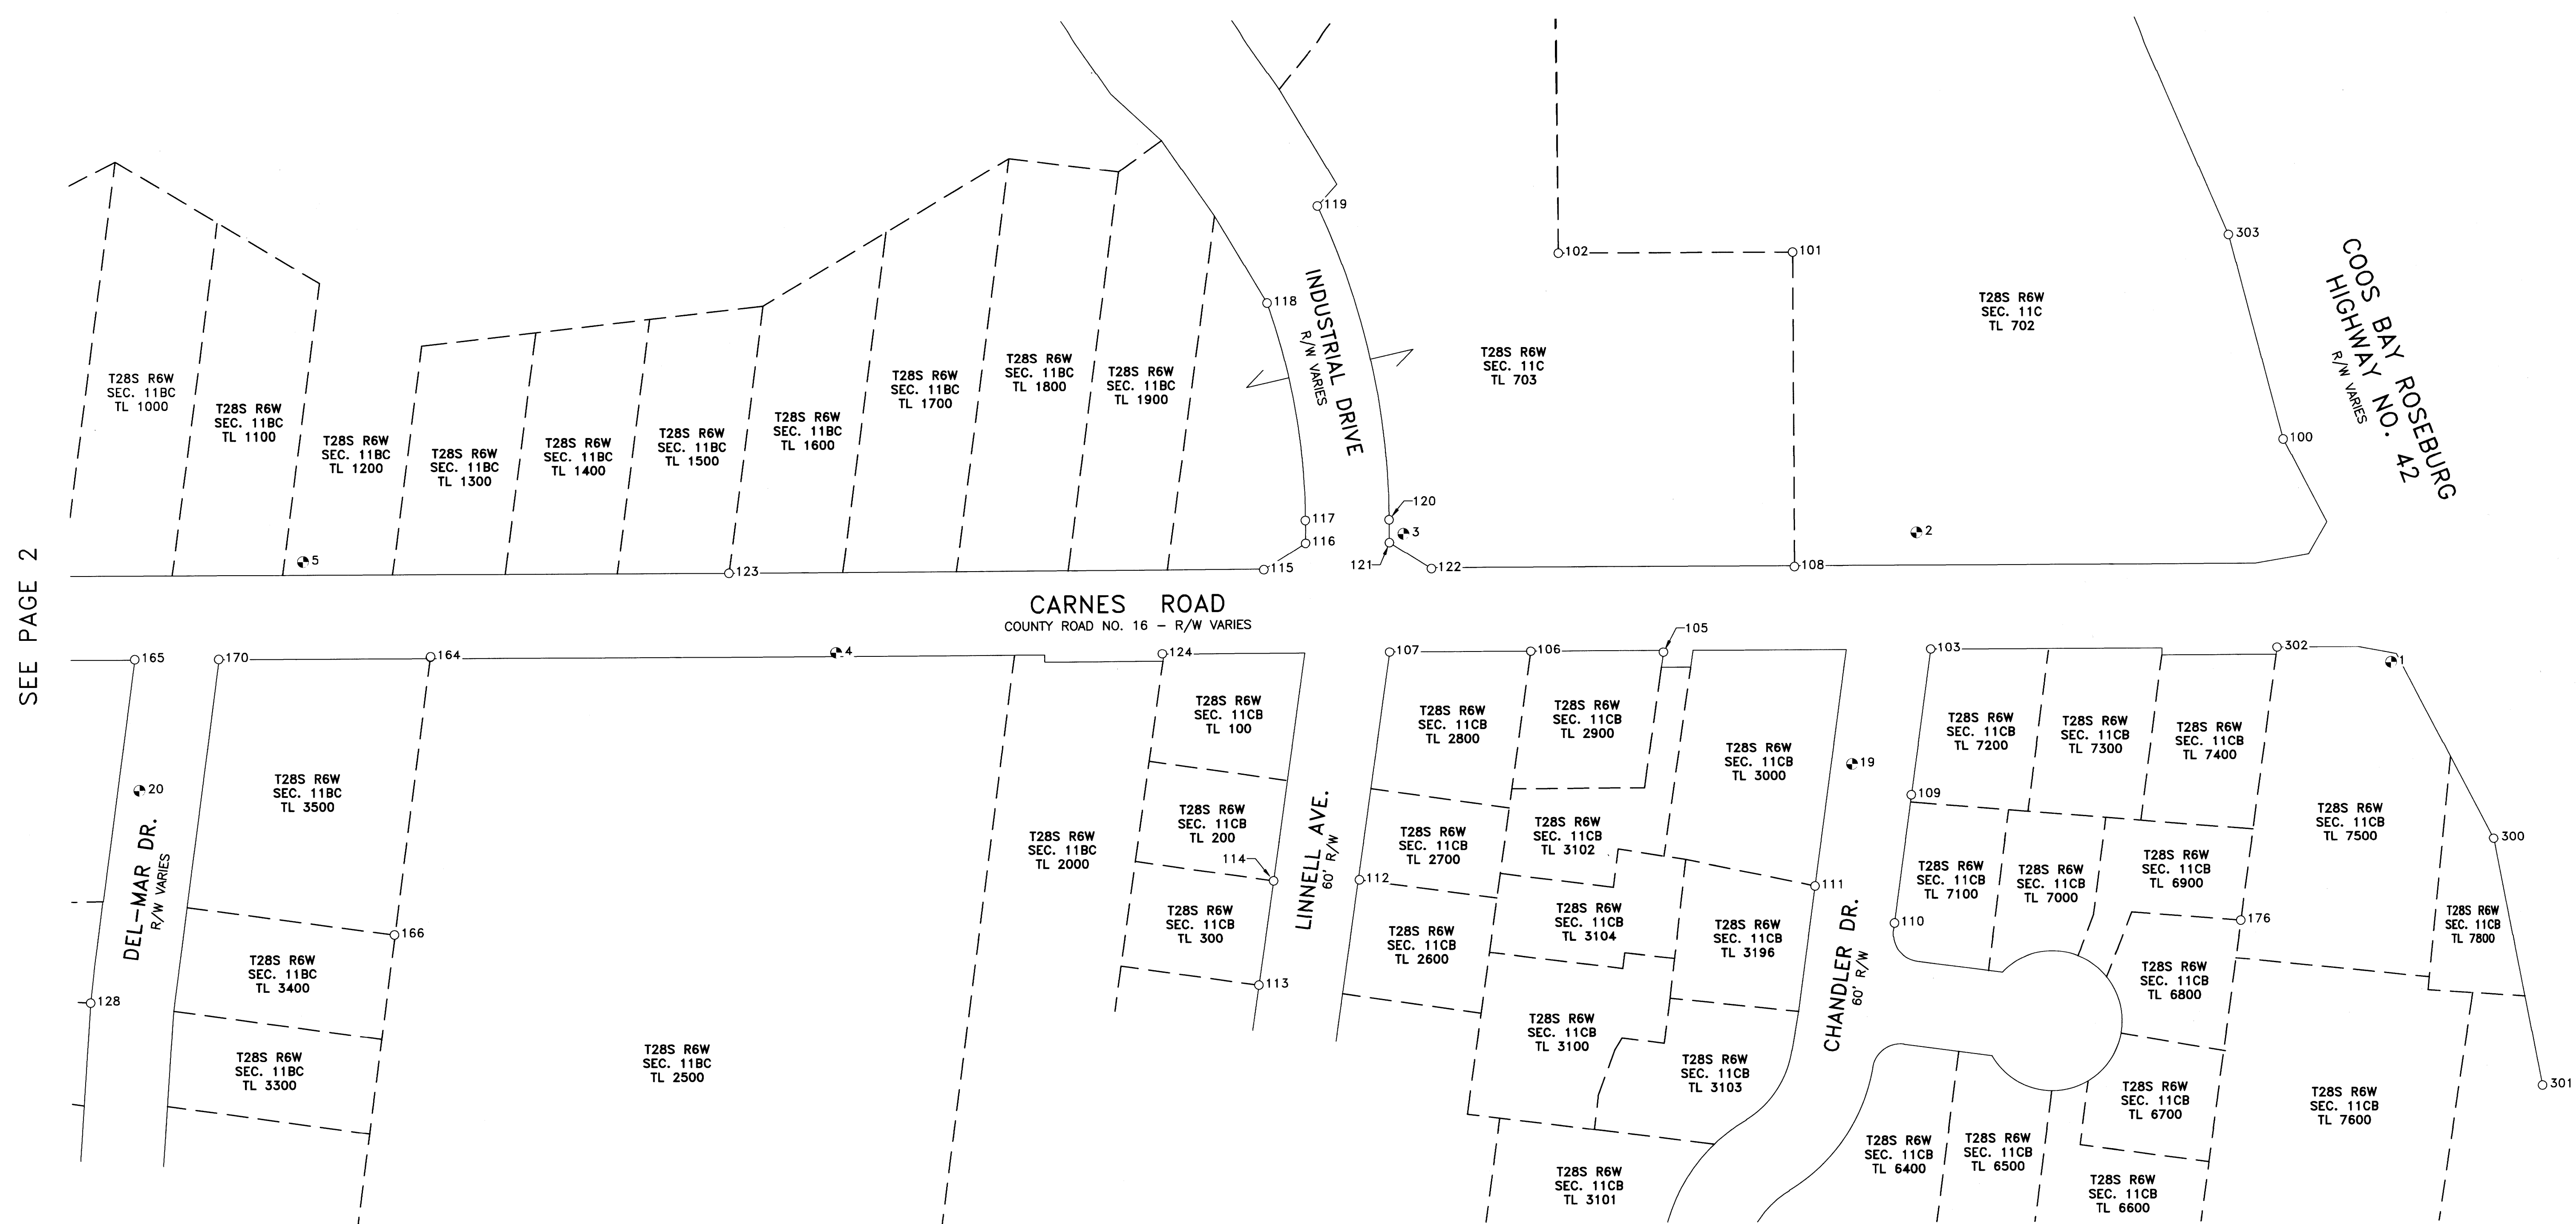 SEE PAGE 2
T28S R6W
SEC. 11BC
TL 1000
T28S R6W
SEC. 11BC
TL 1100
T28S R6W
SEC. 11BC
TL 1200
T28S R6W
SEC. 11BC
TL 1300
T28S R6W
SEC. 11BC
TL 1400
T28S R6W
SEC. 11BC
TL 1500
T28S R6W
SEC. 11BC
TL 1600
T28S R6W
SEC. 11BC
TL 1700
T28S R6W
SEC. 11BC
TL 1800
T28S R6W
SEC. 11BC
TL 1900
INDUSTRIAL DRIVE
R/W VARIES
T28S R6W
SEC. 11C
TL 703
T28S R6W
SEC. 11C
TL 702
COOS BAY ROSEBURG
HIGHWAY NO. 42
R/W VARIES
119
102
101
303
118
100
117
116
120
3
121
122
108
2
5
123
115
CARNES ROAD
COUNTY ROAD NO. 16 - R/W VARIES
165
170
164
4
124
107
106
105
103
302
1
20
DEL-MAR DR.
R/W VARIES
128
T28S R6W
SEC. 11BC
TL 3500
166
T28S R6W
SEC. 11BC
TL 3400
T28S R6W
SEC. 11BC
TL 3300
T28S R6W
SEC. 11BC
TL 2500
T28S R6W
SEC. 11BC
TL 2000
T28S R6W
SEC. 11CB
TL 100
T28S R6W
SEC. 11CB
TL 200
114
T28S R6W
SEC. 11CB
TL 300
113
LINNELL AVE.
60' R/W
112
T28S R6W
SEC. 11CB
TL 2800
T28S R6W
SEC. 11CB
TL 2700
T28S R6W
SEC. 11CB
TL 2600
T28S R6W
SEC. 11CB
TL 2900
T28S R6W
SEC. 11CB
TL 3102
T28S R6W
SEC. 11CB
TL 3104
T28S R6W
SEC. 11CB
TL 3100
T28S R6W
SEC. 11CB
TL 3101
T28S R6W
SEC. 11CB
TL 3000
111
T28S R6W
SEC. 11CB
TL 3196
T28S R6W
SEC. 11CB
TL 3103
19
CHANDLER DR.
60' R/W
109
110
T28S R6W
SEC. 11CB
TL 7200
T28S R6W
SEC. 11CB
TL 7300
T28S R6W
SEC. 11CB
TL 7400
T28S R6W
SEC. 11CB
TL 7100
T28S R6W
SEC. 11CB
TL 7000
T28S R6W
SEC. 11CB
TL 6900
176
T28S R6W
SEC. 11CB
TL 6800
T28S R6W
SEC. 11CB
TL 6700
T28S R6W
SEC. 11CB
TL 6400
T28S R6W
SEC. 11CB
TL 6500
T28S R6W
SEC. 11CB
TL 6600
T28S R6W
SEC. 11CB
TL 7500
300
T28S R6W
SEC. 11CB
TL 7800
T28S R6W
SEC. 11CB
TL 7600
301